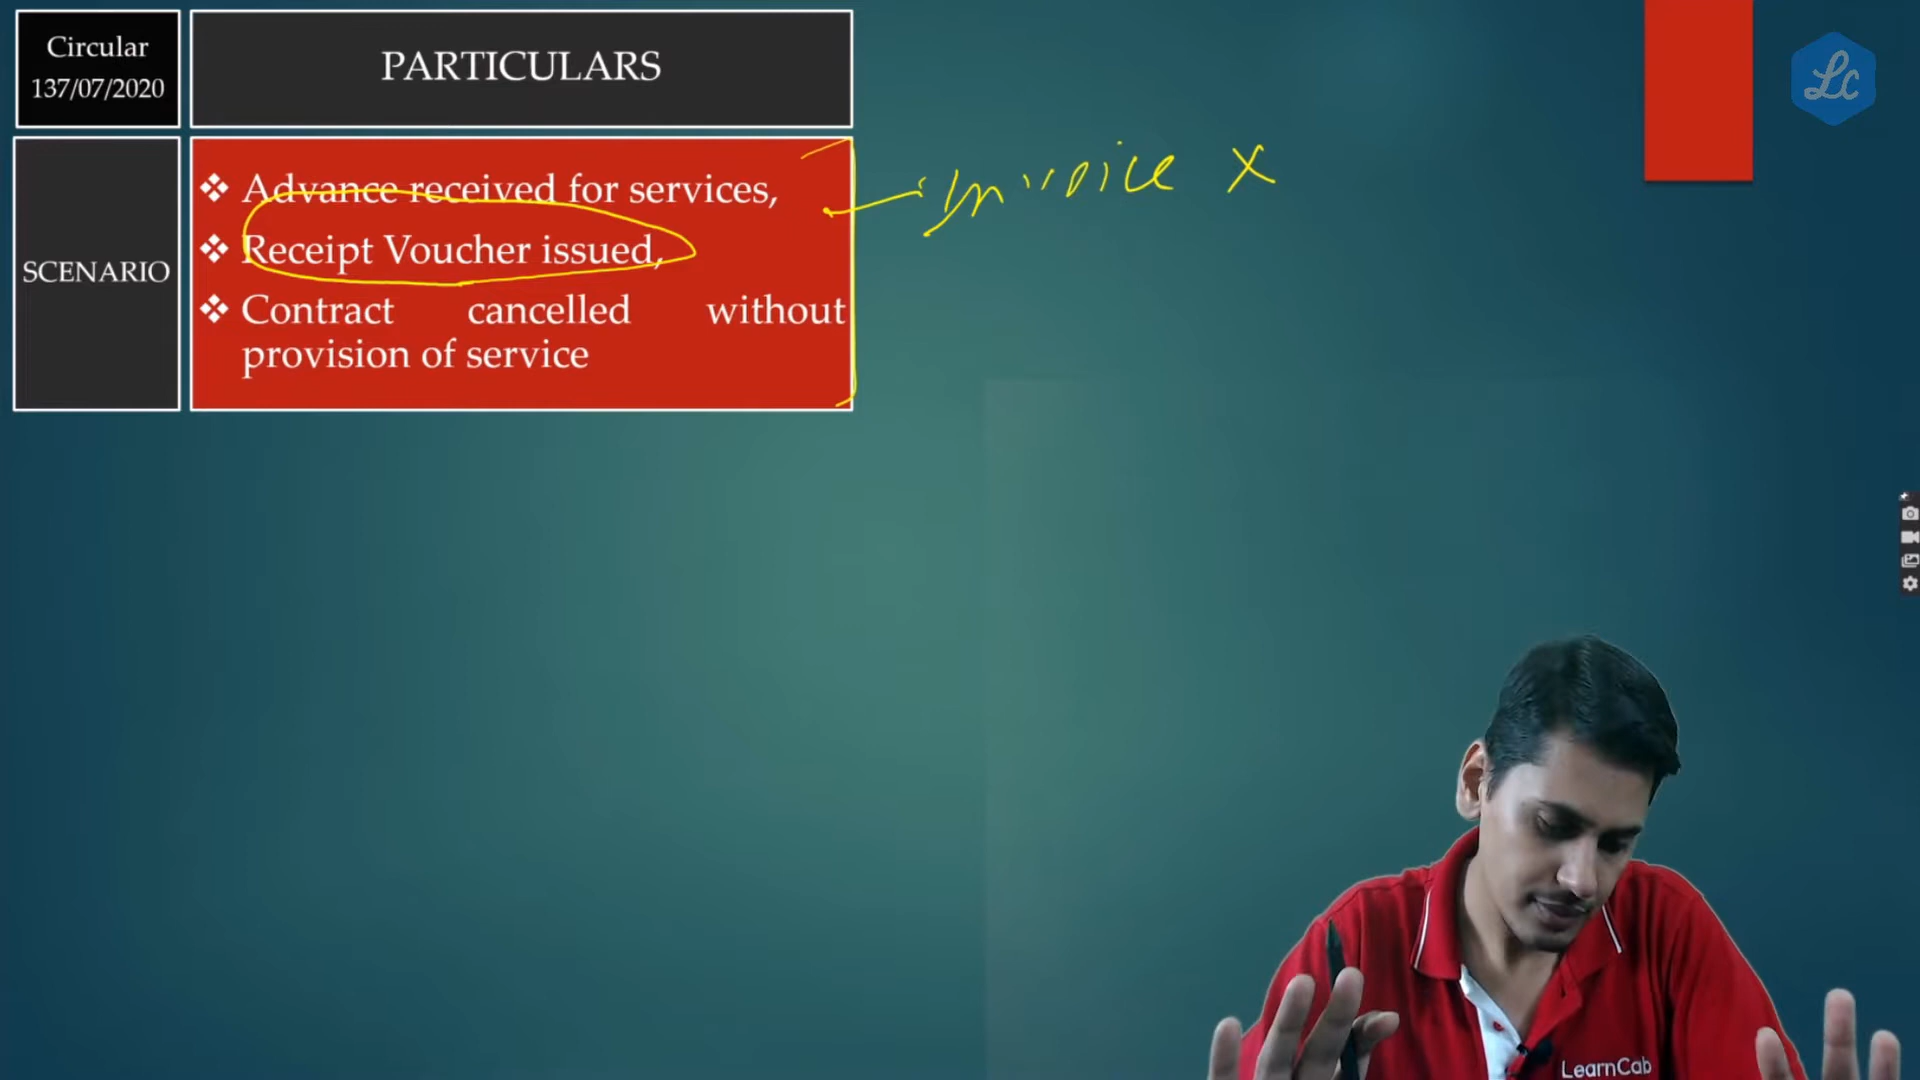 Circular
137/07/2020
PARTICULARS
SCENARIO
Advance received for services,
Receipt Voucher issued,
Contract cancelled without
provision of service
Invoice X
Lc
LearnCab